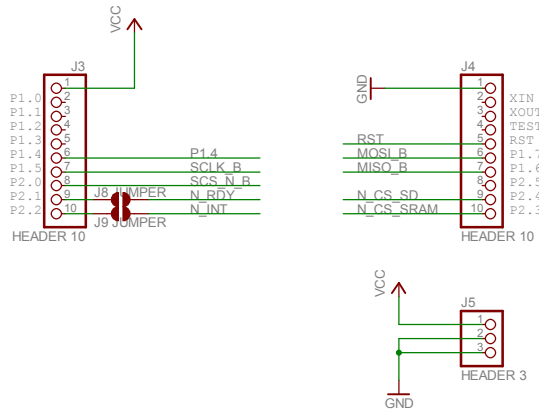 VCC
J3
1
P1.0 2
P1.1 3
P1.2 4
P1.3 5
P1.4 6 P1.4
P1.5 7 SCLK_B
P2.0 8 SCS_N_B
P2.1 9 J8 JUMPER N_RDY
P2.2 10 J9 JUMPER N_INT
HEADER 10
J4
GND 1
2 XIN
3 XOUT
4 TEST
RST 5 RST
MOSI_B 6 P1.7
MISO_B 7 P1.6
8 P2.5
N_CS_SD 9 P2.4
N_CS_SRAM 10 P2.3
HEADER 10
VCC
J5
1
2
3
HEADER 3
GND